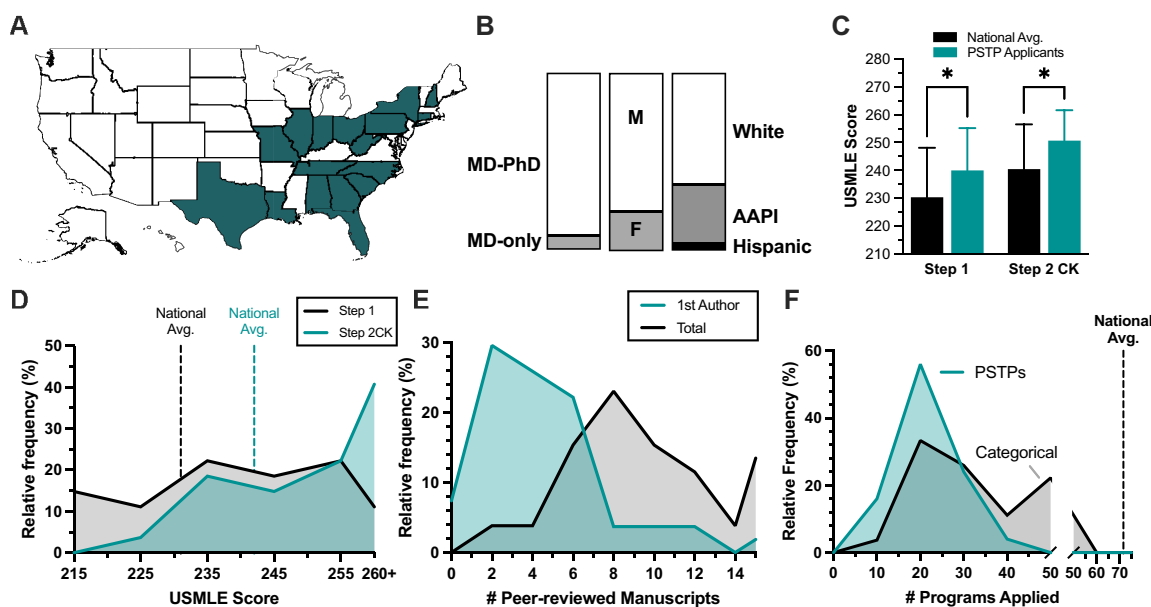 A
B
MD-PhD
MD-only
M
F
White
AAPI
Hispanic
C
National Avg.
PSTP Applicants
USMLE Score
280
270
260
250
240
230
220
210
*
*
Step 1
Step 2 CK
D
National
Avg.
National
Avg.
Step 1
Step 2CK
Relative frequency (%)
50
40
30
20
10
0
215
225
235
245
255
260+
USMLE Score
E
1st Author
Total
Relative frequency (%)
30
20
10
0
0
2
4
6
8
10
12
14
# Peer-reviewed Manuscripts
F
National
Avg.
PSTPs
Categorical
Relative Frequency (%)
60
40
20
0
0
10
20
30
40
50
50
60
70
# Programs Applied